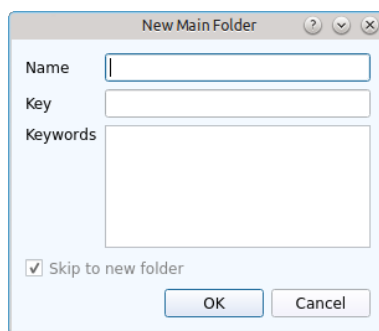 New Main Folder
Name
Key
Keywords
Skip to new folder
OK Cancel